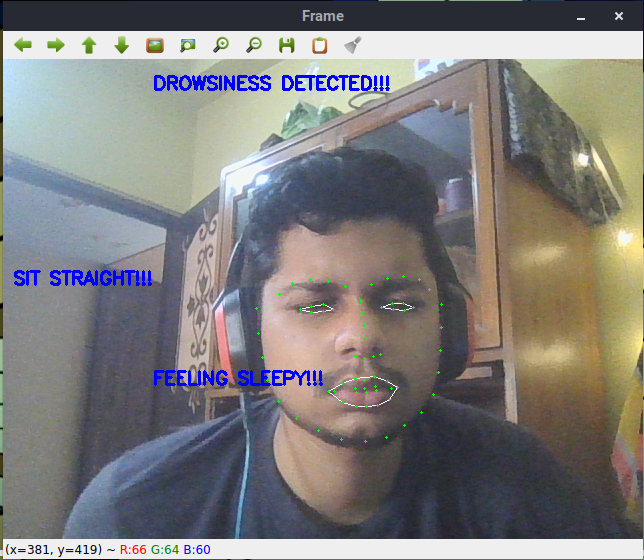 Frame
DROWSINESS DETECTED!!!
SIT STRAIGHT!!!
FEELING SLEEPY!!!
(x=381, y=419) ~ R:66 G:64 B:60